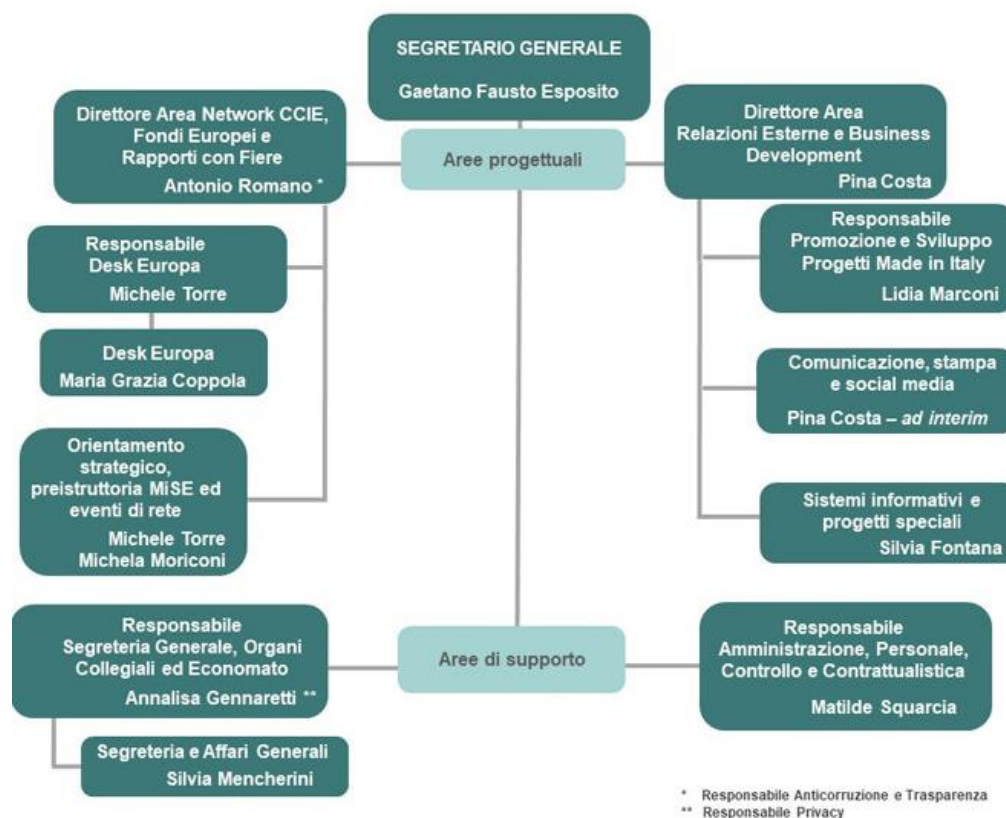 SEGRETARIO GENERALE
Gaetano Fausto Esposito
Direttore Area Network CCIE,
Fondi Europei e
Rapporti con Fiere
Antonio Romano *
Aree progettuali
Direttore Area
Relazioni Esterne e Business
Development
Pina Costa
Responsabile
Desk Europa
Michele Torre
Desk Europa
Maria Grazia Coppola
Orientamento
strategico,
preistruttoria MiSE ed
eventi di rete
Michele Torre
Michela Moriconi
Responsabile
Promozione e Sviluppo
Progetti Made in Italy
Lidia Marconi
Comunicazione, stampa
e social media
Pina Costa – ad interim
Sistemi informativi e
progetti speciali
Silvia Fontana
Responsabile
Segreteria Generale, Organi
Collegiali ed Economato
Annalisa Gennaretti **
Segreteria e Affari Generali
Silvia Mencherini
Aree di supporto
Responsabile
Amministrazione, Personale,
Controllo e Contrattualistica
Matilde Squarcia
* Responsabile Anticorruzione e Trasparenza
** Responsabile Privacy